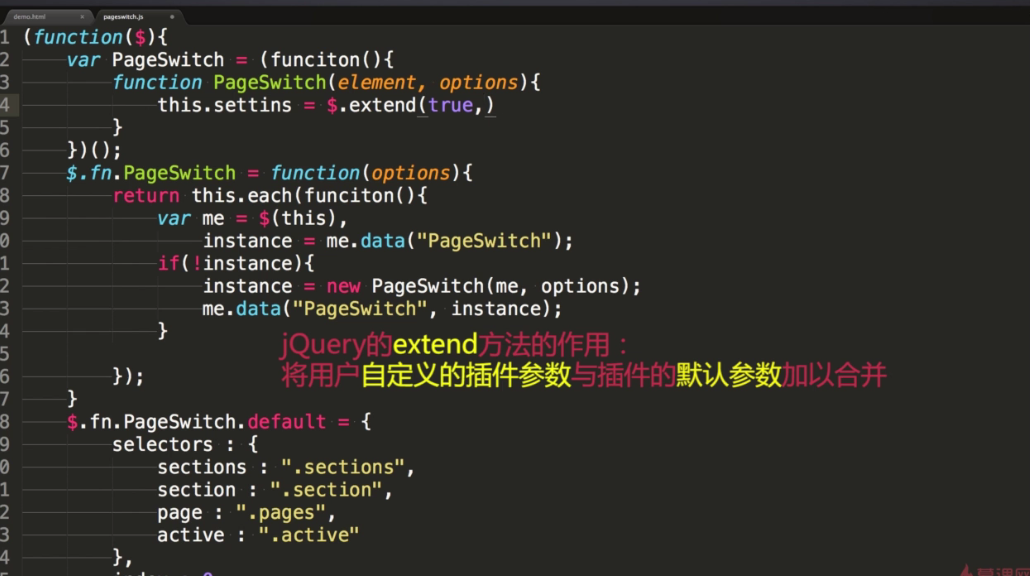 demo.html × pageswitch.js
1 (function($){
2 var PageSwitch = (funciton(){
3 function PageSwitch(element, options){
4 this.settins = $.extend(true,)
5 }
6 })();
7 $.fn.PageSwitch = function(options){
8 return this.each(funciton(){
9 var me = $(this),
0 instance = me.data("PageSwitch");
1 if(!instance){
2 instance = new PageSwitch(me, options);
3 me.data("PageSwitch", instance);
4 }
jQuery的extend方法的作用：
5
将用户自定义的插件参数与插件的默认参数加以合并
6 });
7 }
8 $.fn.PageSwitch.default = {
9 selectors : {
0 sections : ".sections",
1 section : ".section",
2 page : ".pages",
3 active : ".active"
4 },